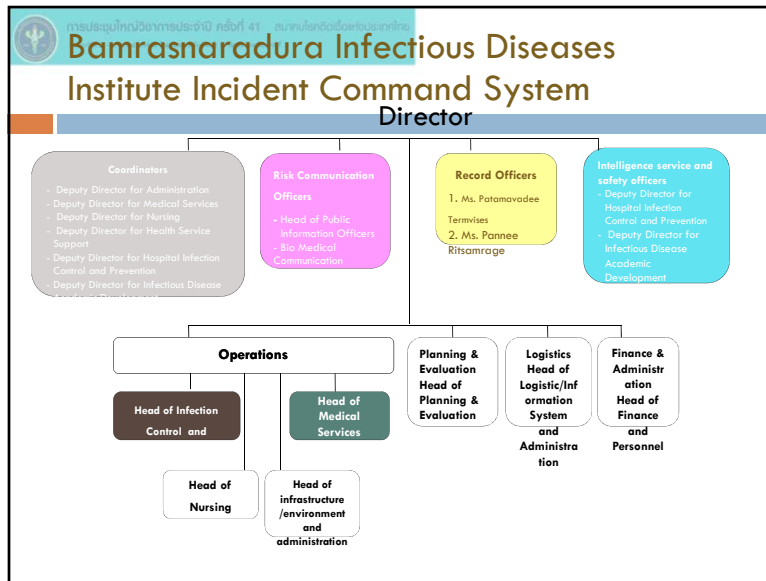 การประชุมใหญ่วิชาการประจำปี ครั้งที่ 41 สมาคมโรคติดเชื้อแห่งประเทศไทย
Bamrasnaradura Infectious Diseases
Institute Incident Command System
Director
Coordinators
- Deputy Director for Administration
- Deputy Director for Medical Services
- Deputy Director for Nursing
- Deputy Director for Health Service
Support
- Deputy Director for Hospital Infection
Control and Prevention
- Deputy Director for Infectious Disease
Risk Communication
Officers
- Head of Public
Information Officers
- Bio Medical
Communication
Record Officers
1. Ms. Patamavadee
Termvises
2. Ms. Pannee
Ritsamrage
Intelligence service and
safety officers
- Deputy Director for
Hospital Infection
Control and Prevention
- Deputy Director for
Infectious Disease
Academic
Development
Operations
Head of Infection
Control and
Head of
Medical
Services
Head of
Nursing
Head of
infrastructure
/environment
and
administration
Planning &
Evaluation
Head of
Planning &
Evaluation
Logistics
Head of
Logistic/Inf
ormation
System
and
Administra
tion
Finance &
Administr
ation
Head of
Finance
and
Personnel